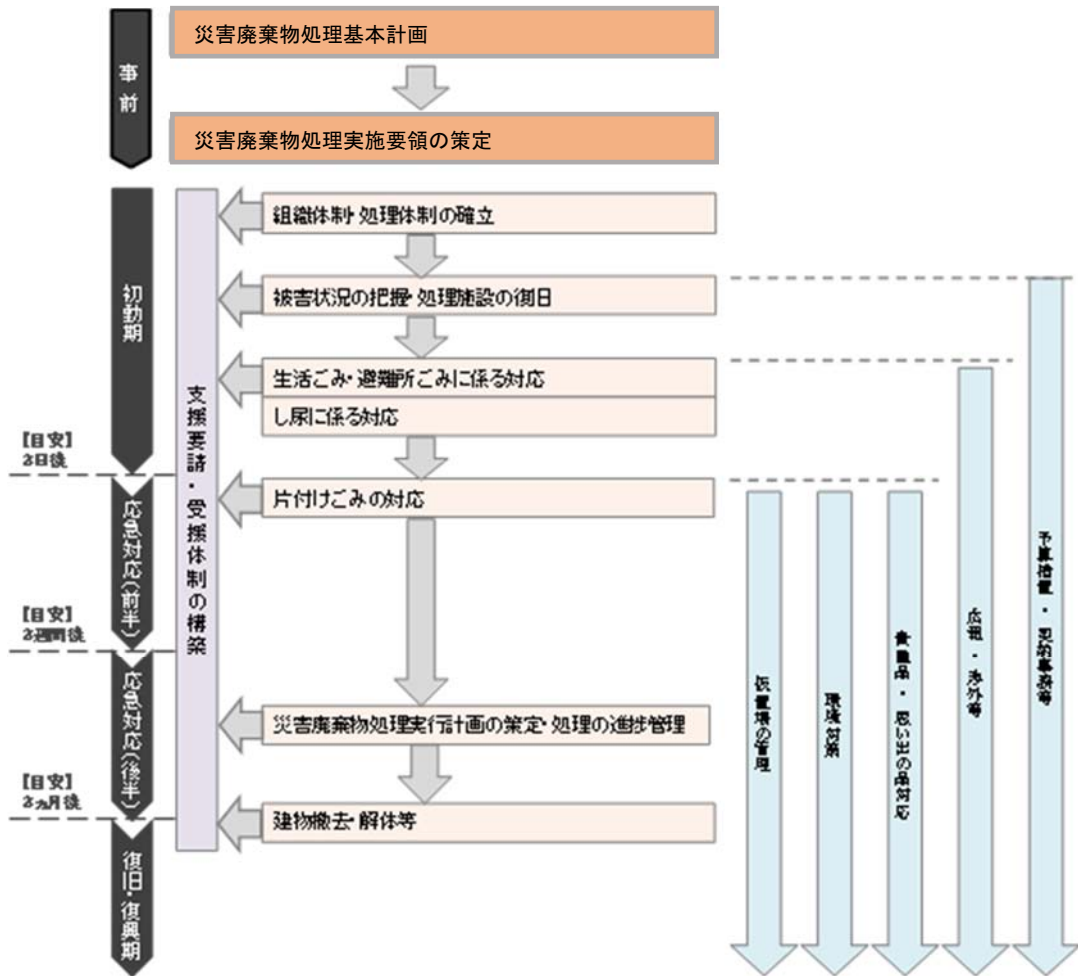 災害廃棄物処理基本計画
事前
災害廃棄物処理実施要領の策定
組織体制・処理体制の確立
初動期
被害状況の把握・処理施設の復旧
生活ごみ・避難所ごみに係る対応
し尿に係る対応
支援要請・受援体制の構築
【目安】
3日後
片付けごみの対応
応急対応(前半)
【目安】
3週間後
応急対応(後半)
災害廃棄物処理実行計画の策定・処理の進捗管理
【目安】
3ヵ月後
建物撤去・解体等
復旧・復興期
仮置場の管理
環境対策
貴重品・思い出の品対応
広報・渉外等
予算措置・契約事務等